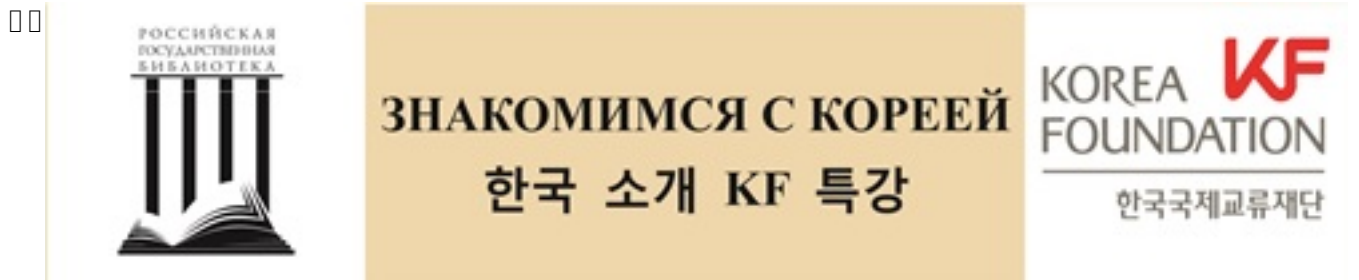 РОССИЙСКАЯ
ГОСУДАРСТВЕННАЯ
БИБЛИОТЕКА
ЗНАКОМИМСЯ С КОРЕЕЙ
한국 소개 KF 특강
KF
KOREA
FOUNDATION
한국국제교류재단